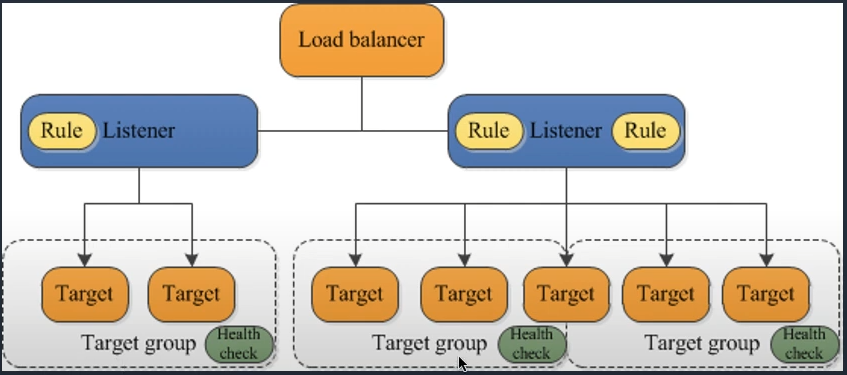 Load balancer
Rule Listener
Rule Listener Rule
Target Target
Target Target Target Target Target
Target group Health check
Target group Health check
Target group Health check